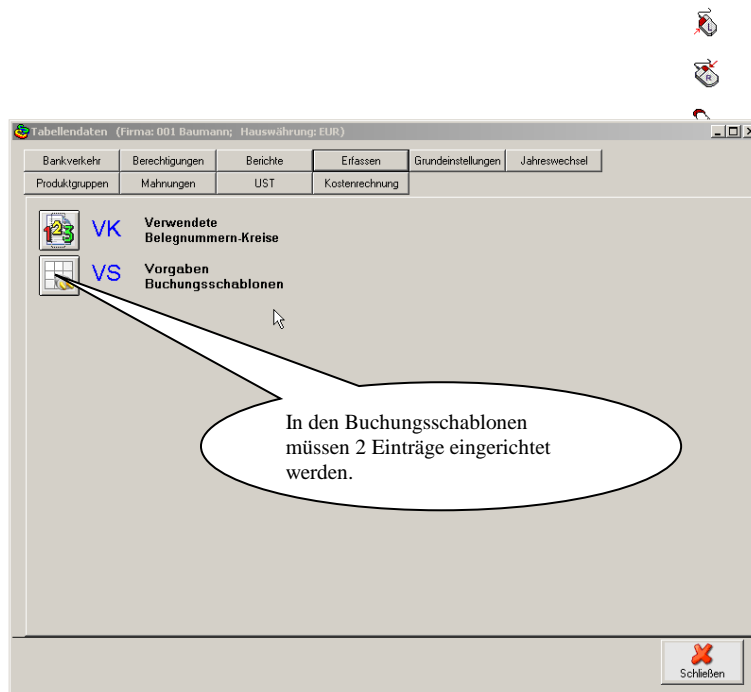 L
R
Tabellendaten (Firma: 001 Baumann; Hauswährung: EUR)
Bankverkehr Berechtigungen Berichte Erfassen Grundeinstellungen Jahreswechsel
Produktgruppen Mahnungen UST Kostenrechnung
123 VK Verwendete
Belegnummern-Kreise
VS Vorgaben
Buchungsschablonen
In den Buchungsschablonen
müssen 2 Einträge eingerichtet
werden.
Schließen